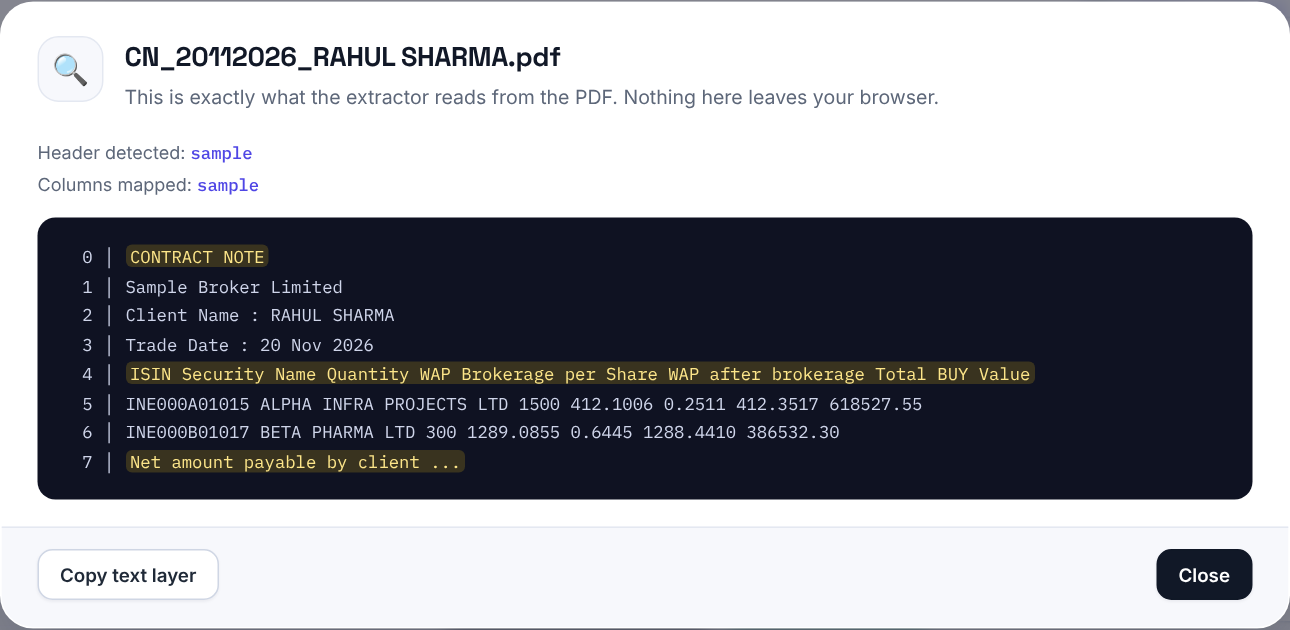 CN_20112026_RAHUL SHARMA.pdf
This is exactly what the extractor reads from the PDF. Nothing here leaves your browser.
Header detected: sample
Columns mapped: sample
0 | CONTRACT NOTE
1 | Sample Broker Limited
2 | Client Name : RAHUL SHARMA
3 | Trade Date : 20 Nov 2026
4 | ISIN Security Name Quantity WAP Brokerage per Share WAP after brokerage Total BUY Value
5 | INE000A01015 ALPHA INFRA PROJECTS LTD 1500 412.1006 0.2511 412.3517 618527.55
6 | INE000B01017 BETA PHARMA LTD 300 1289.0855 0.6445 1288.4410 386532.30
7 | Net amount payable by client ...
Copy text layer
Close